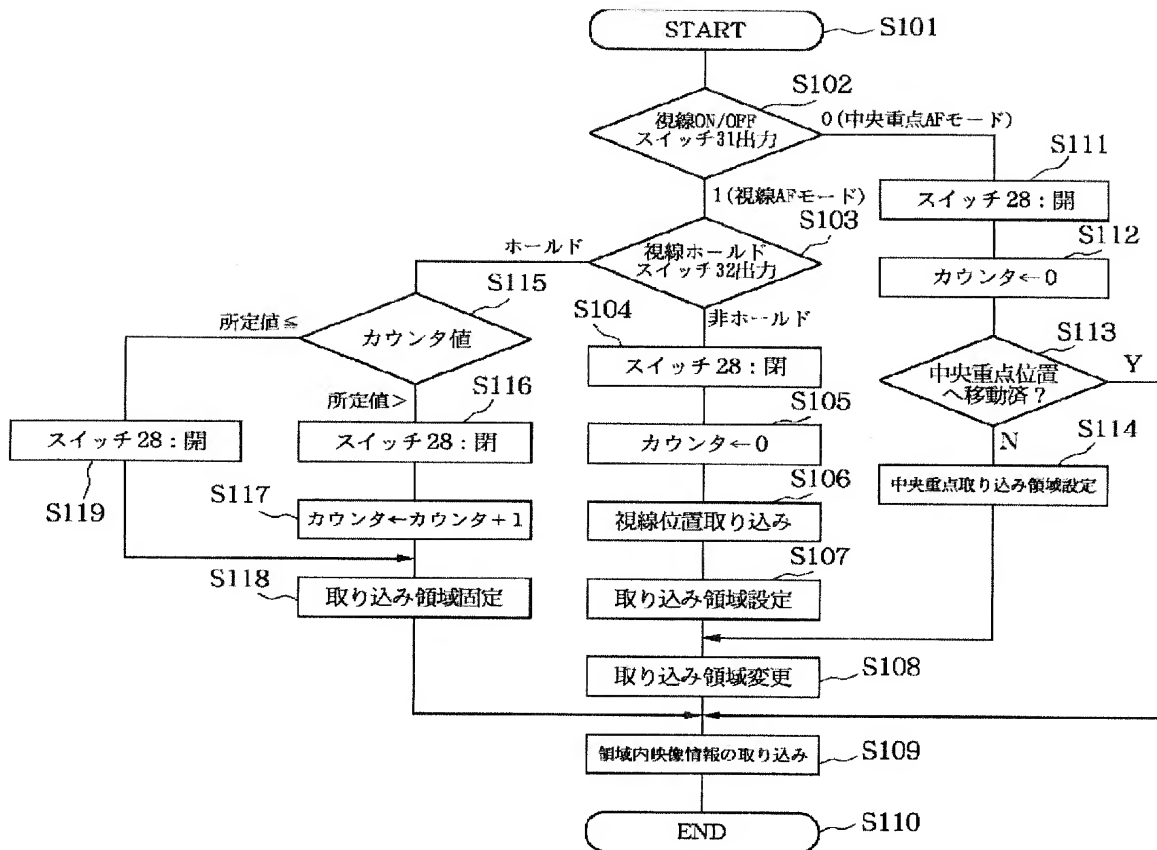 START
S101
S102
視線ON/OFF
スイッチ31出力
0(中央重点AFモード)
S111
スイッチ28:開
1(視線AFモード)
S103
S112
ホールド
視線ホールド
スイッチ32出力
カウンタ←0
S115
所定値≦
カウンタ値
S104
非ホールド
S113
スイッチ28:閉
中央重点位置
へ移動済?
Y
所定値>
S116
S105
N
S114
スイッチ28:開
スイッチ28:閉
カウンタ←0
中央重点取り込み領域設定
S119
S117
カウンタ←カウンタ+1
S106
視線位置取り込み
S107
S118
取り込み領域固定
取り込み領域設定
取り込み領域変更
S108
領域内映像情報の取り込み
S109
END
S110